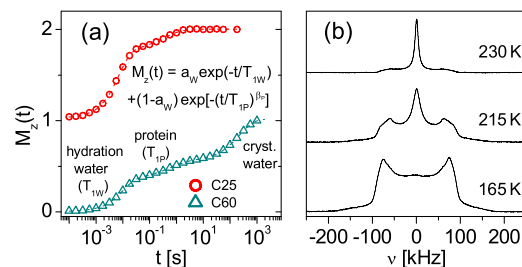 (a)
M_z(t) = a_W exp(-t/T_1W)
+(1-a_W) exp[-(t/T_1P)^β_P]
hydration
water
(T_1W)
protein
(T_1P)
cryst.
water
C25
C60
M_z(t)
0
1
2
10^-3
10^-1
10^1
10^3
t [s]
(b)
230 K
215 K
165 K
-200
-100
0
100
200
ν [kHz]